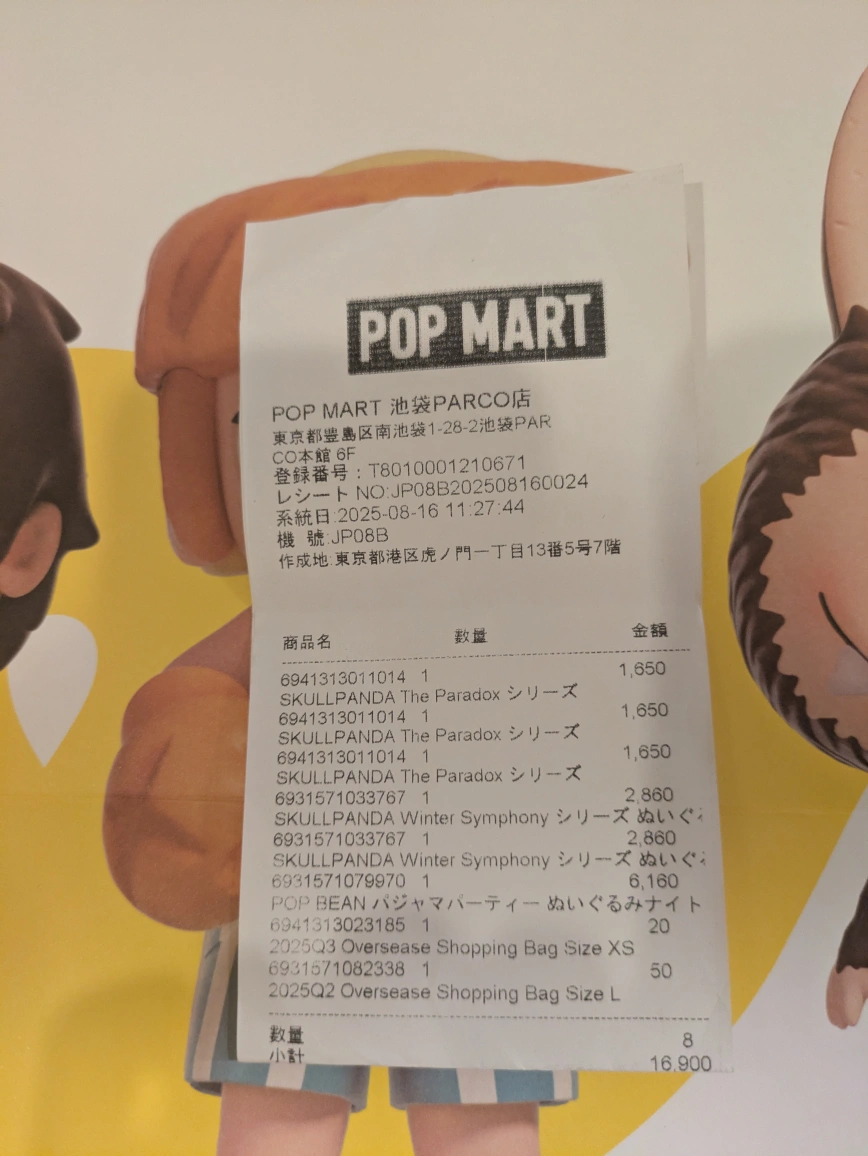 POP MART
POP MART 池袋PARCO店
東京都豊島区南池袋1-28-2池袋PAR
CO本館 6F
登録番号：T8010001210671
レシート NO:JP08B202508160024
系統日:2025-08-16 11:27:44
機 號:JP08B
作成地:東京都港区虎ノ門一丁目13番5号7階
商品名 数量 金額
6941313011014 1 1,650
SKULLPANDA The Paradox シリーズ
6941313011014 1 1,650
SKULLPANDA The Paradox シリーズ
6941313011014 1 1,650
SKULLPANDA The Paradox シリーズ
6931571033767 1 2,860
SKULLPANDA Winter Symphony シリーズ ぬいぐ
6931571033767 1 2,860
SKULLPANDA Winter Symphony シリーズ ぬいぐ
6931571079970 1 6,160
POP BEAN パジャマパーティー ぬいぐるみナイト
6941313023185 1 20
2025Q3 Oversease Shopping Bag Size XS
6931571082338 1 50
2025Q2 Oversease Shopping Bag Size L
数量 8
小計 16,900